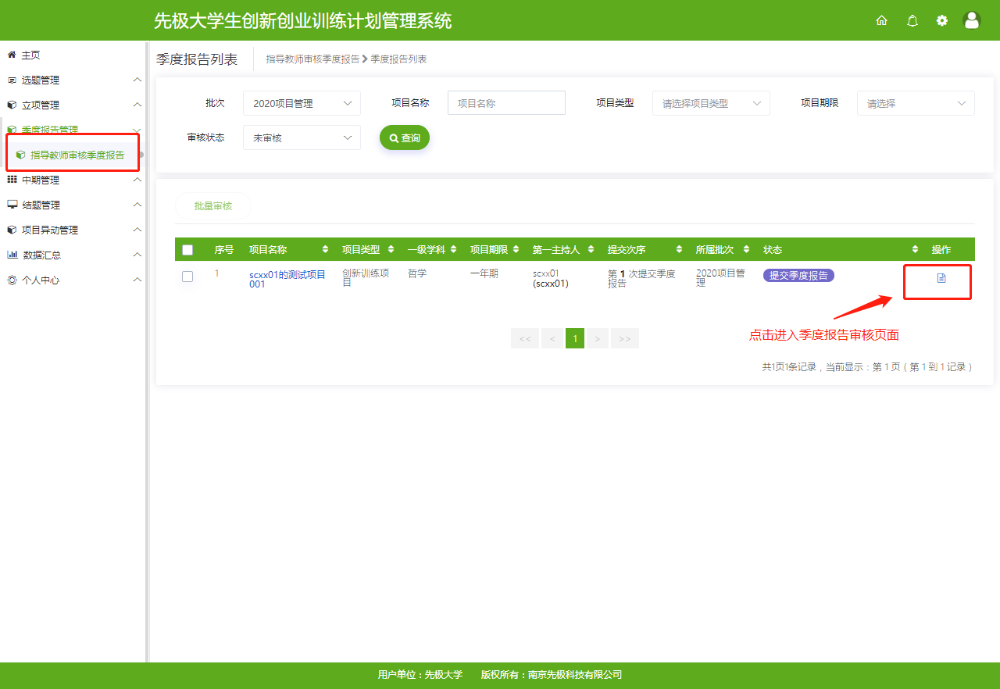 先极大学生创新创业训练计划管理系统
主页
选题管理
立项管理
季度报告管理
指导教师审核季度报告
中期管理
结题管理
项目异动管理
数据汇总
个人中心
季度报告列表
指导教师审核季度报告 季度报告列表
批次 2020项目管理 项目名称 项目名称 项目类型 请选择项目类型 项目期限 请选择
审核状态 未审核 查询
批量审核
序号 项目名称 项目类型 一级学科 项目期限 第一主持人 提交次序 所属批次 状态 操作
1 scxx01的测试项目 创新训练项 哲学 一年期 scxx01 第 1 次提交季度 2020项目管 提交季度报告
001 目 (scxx01) 报告 理
<< < 1 > >>
点击进入季度报告审核页面
共1页1条记录，当前显示：第 1 页 ( 第 1 到 1 记录 )
用户单位：先极大学 版权所有：南京先极科技有限公司